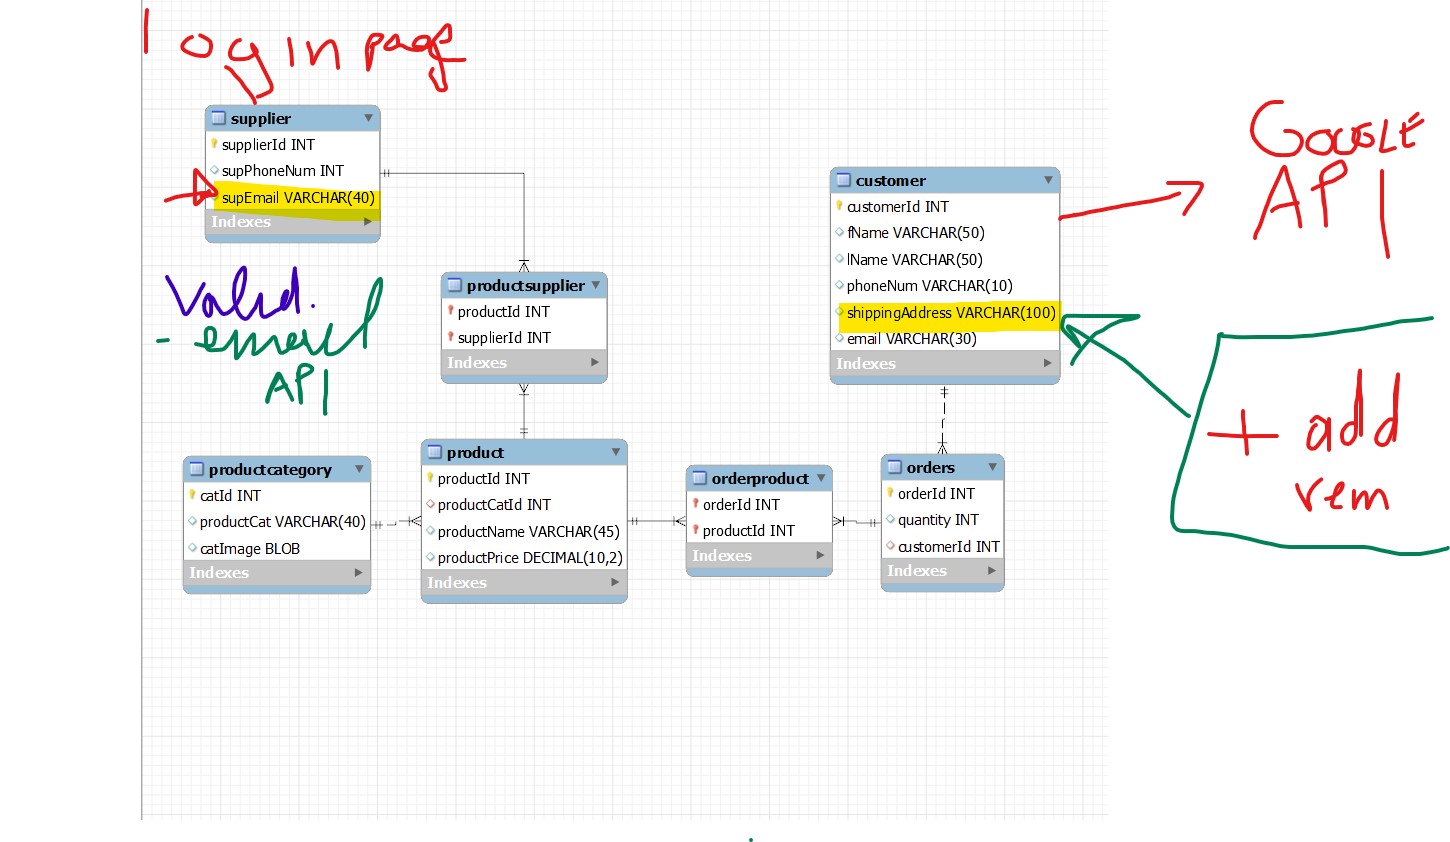 login page
supplier
supplierId INT
supPhoneNum INT
supEmail VARCHAR(40)
Indexes
Valid.
- email
API
productsupplier
productId INT
supplierId INT
Indexes
customer
customerId INT
fName VARCHAR(50)
lName VARCHAR(50)
phoneNum VARCHAR(10)
shippingAddress VARCHAR(100)
email VARCHAR(30)
Indexes
GOOGLE
API
+ add
rem
productcategory
catId INT
productCat VARCHAR(40)
catImage BLOB
Indexes
product
productId INT
productCatId INT
productName VARCHAR(45)
productPrice DECIMAL(10,2)
Indexes
orderproduct
orderId INT
productId INT
Indexes
orders
orderId INT
quantity INT
customerId INT
Indexes